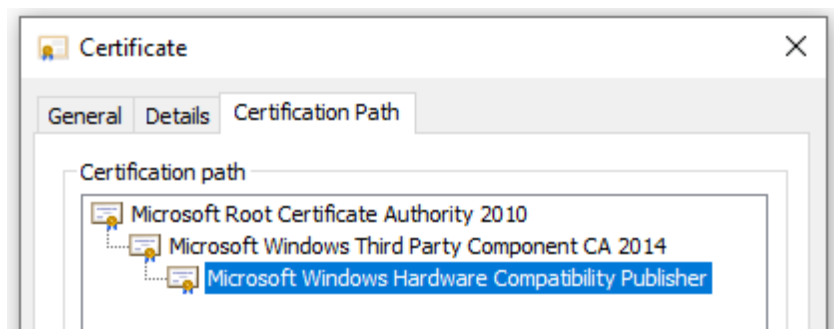 Certificate
General Details Certification Path
Certification path
Microsoft Root Certificate Authority 2010
Microsoft Windows Third Party Component CA 2014
Microsoft Windows Hardware Compatibility Publisher